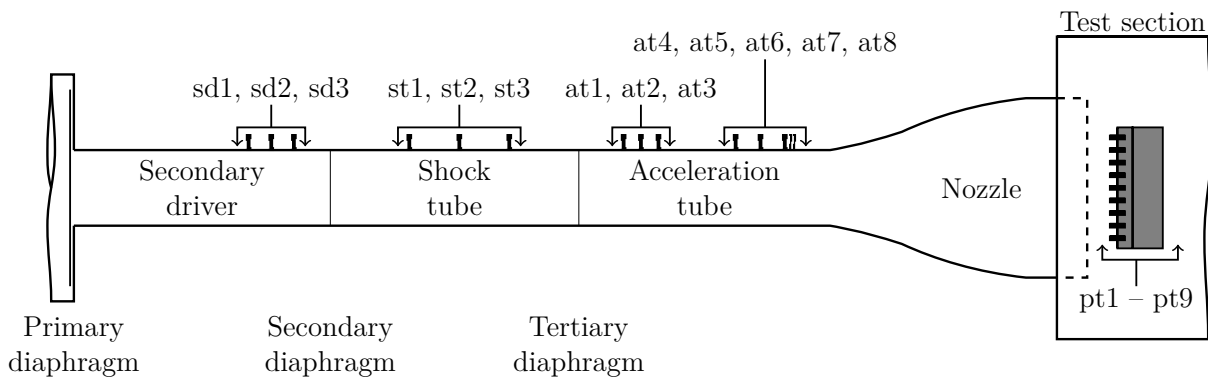 Test section
at4, at5, at6, at7, at8
sd1, sd2, sd3
st1, st2, st3
at1, at2, at3
Secondary
driver
Shock
tube
Acceleration
tube
Nozzle
pt1 – pt9
Primary
diaphragm
Secondary
diaphragm
Tertiary
diaphragm